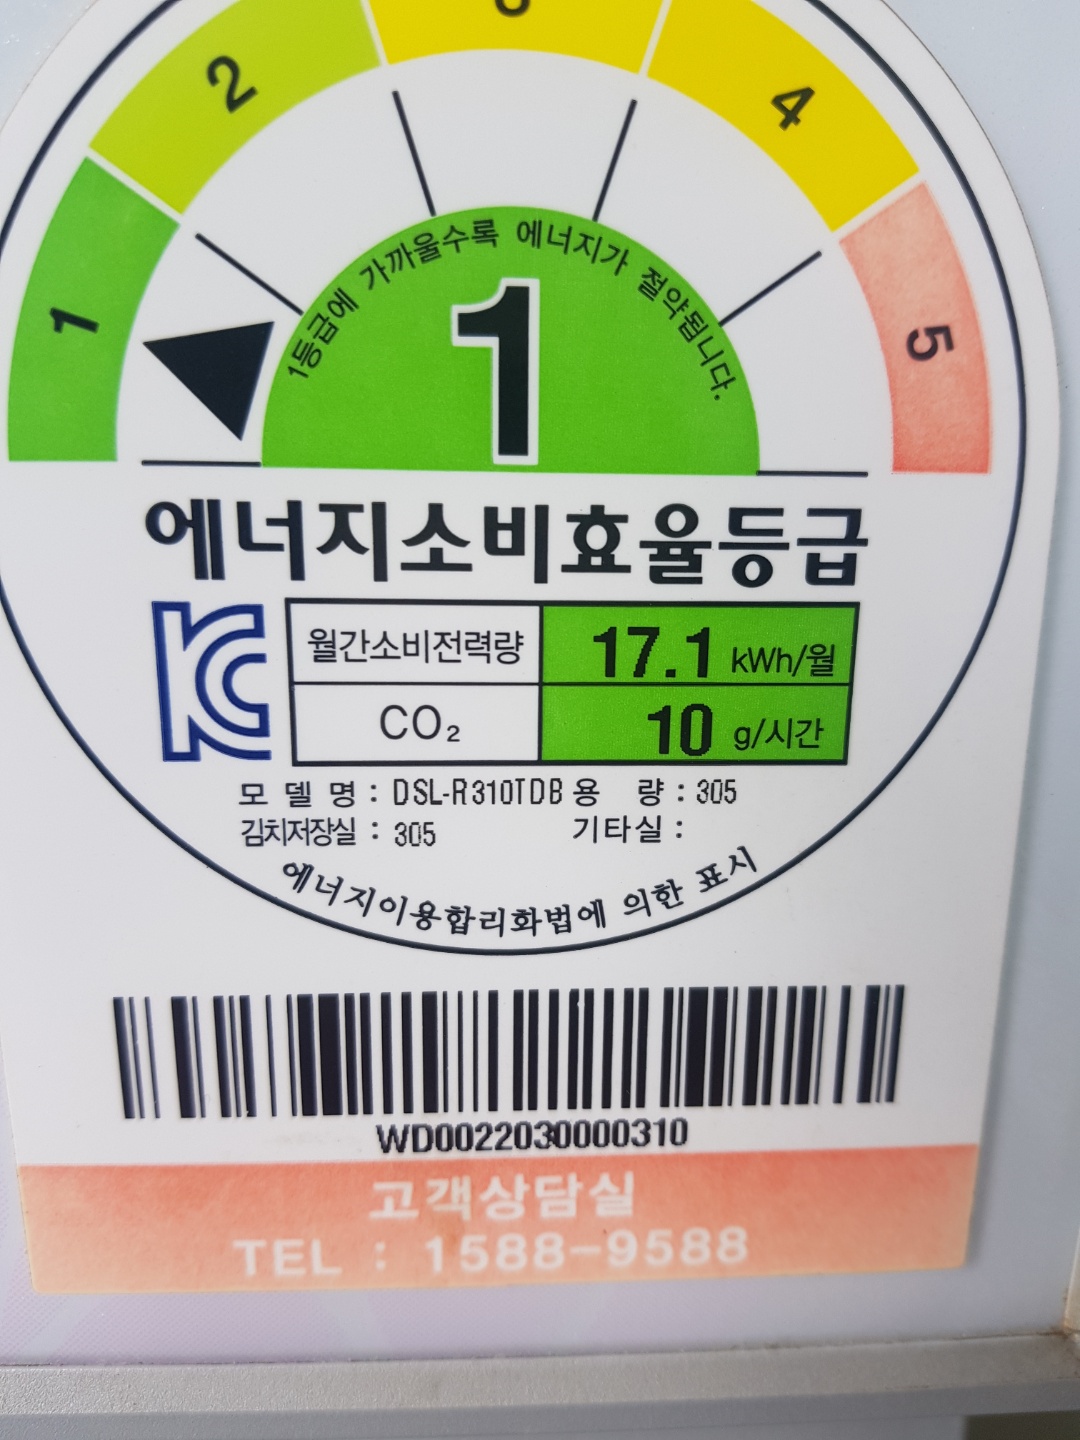 2
3
4
1
5
1등급에 가까울수록 에너지가 절약됩니다.
1
에너지소비효율등급
KC
월간소비전력량 17.1 kWh/월
CO₂ 10 g/시간
모 델 명 : DSL-R310TDB 용 량 : 305
김치저장실 : 305 기타실 :
에너지이용합리화법에 의한 표시
WD0022030000310
고객상담실
TEL : 1588-9588